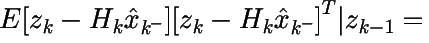 $E[z_k - H_k \hat{x}_{k^-}][z_k - H_k \hat{x}_{k^-}]^T | z_{k-1} =$